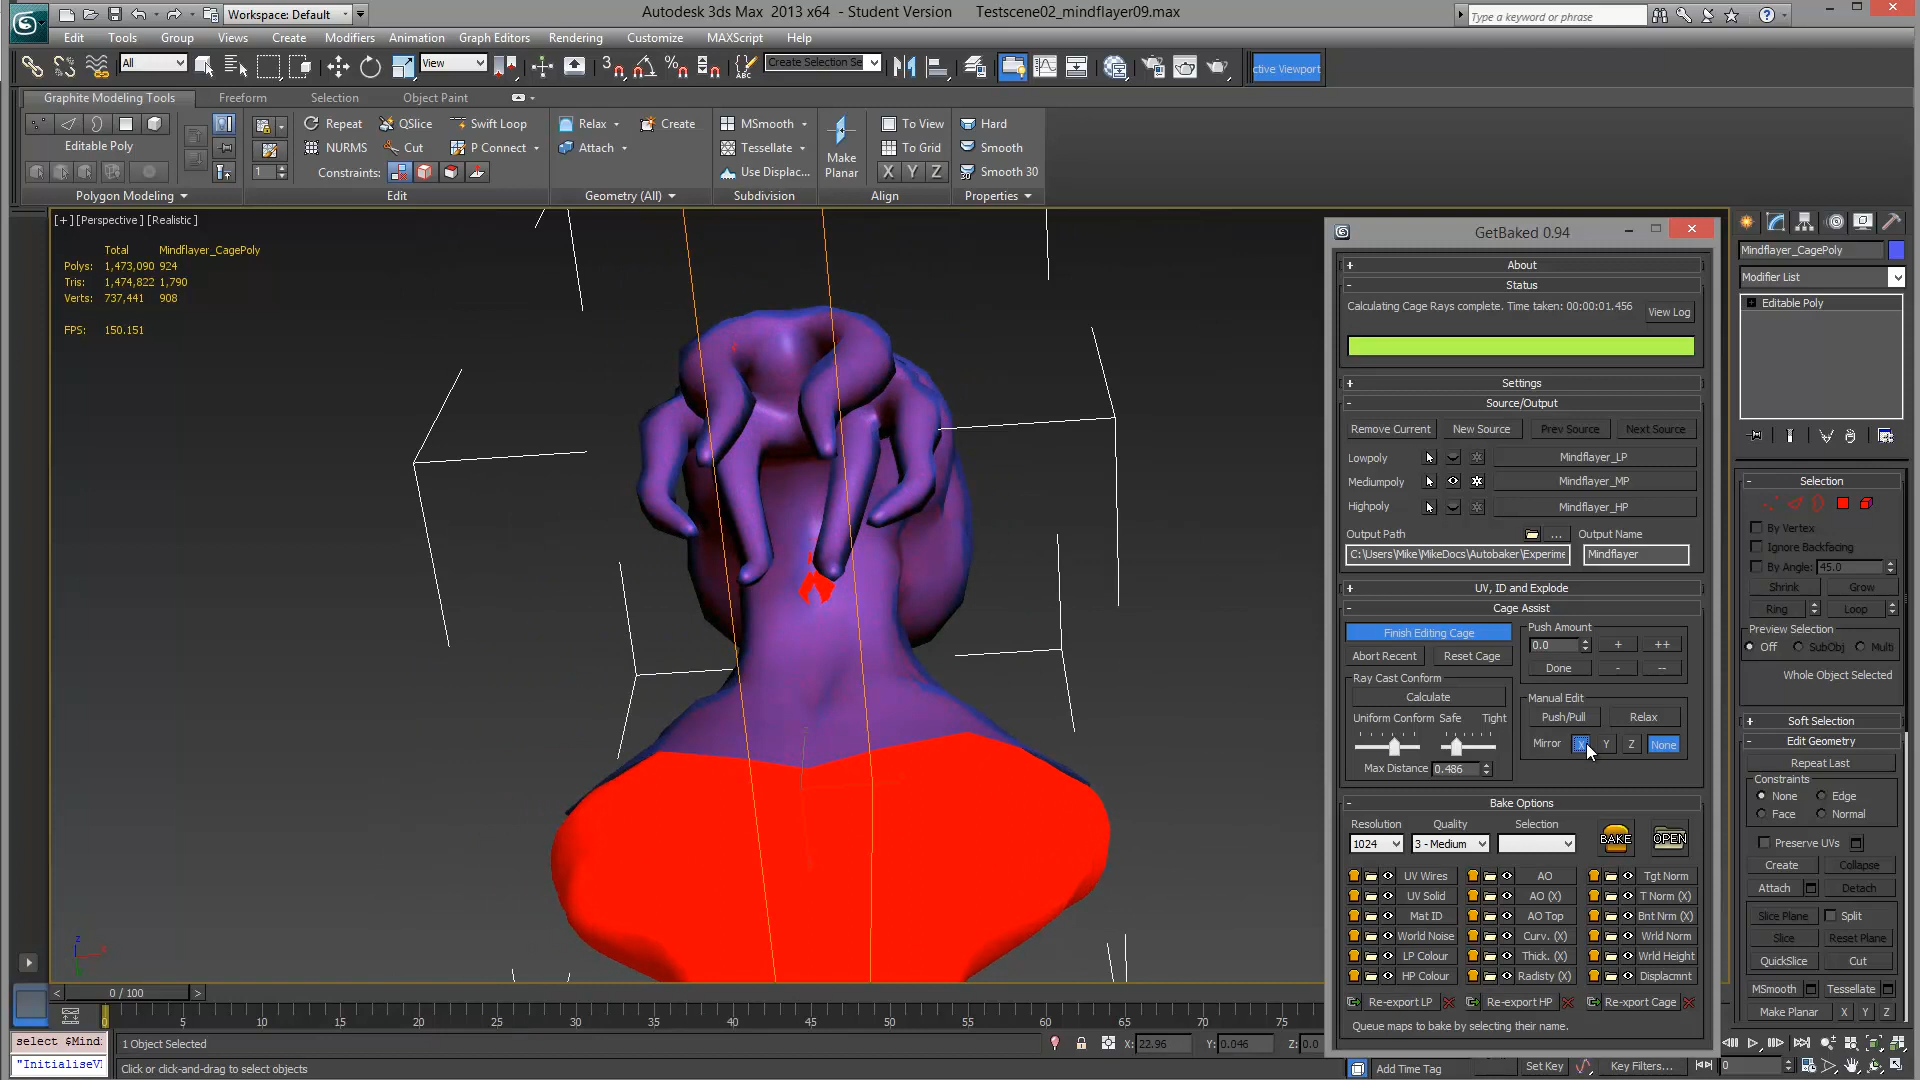 Workspace: Default
Autodesk 3ds Max 2013 x64 - Student Version Testscene02_mindflayer09.max
Type a keyword or phrase
Edit Tools Group Views Create Modifiers Animation Graph Editors Rendering Customize MAXScript Help
All View Create Selection Se ctive Viewport
Graphite Modeling Tools Freeform Selection Object Paint
Repeat QSlice Swift Loop Relax Create MSmooth To View Hard
Editable Poly NURMS Cut P Connect Attach Tessellate Make Planar To Grid Smooth
1 Constraints: Use Displac... X Y Z Smooth 30
Polygon Modeling Edit Geometry (All) Subdivision Align Properties
[+] [Perspective] [Realistic]
Total Mindflayer_CagePoly
Polys: 1,473,090 924
Tris: 1,474,822 1,790
Verts: 737,441 908
FPS: 150.151
GetBaked 0.94
About
Status
Calculating Cage Rays complete. Time taken: 00:00:01.456 View Log
Settings
Source/Output
Remove Current New Source Prev Source Next Source
Lowpoly Mindflayer_LP
Mediumpoly Mindflayer_MP
Highpoly Mindflayer_HP
Output Path ... Output Name
C:\Users\Mike\MikeDocs\Autobaker\Experime Mindflayer
UV, ID and Explode
Cage Assist
Finish Editing Cage Push Amount
Abort Recent Reset Cage 0.0 + ++
Ray Cast Conform Done - --
Calculate Manual Edit
Uniform Conform Safe Tight Push/Pull Relax
Mirror X Y Z None
Max Distance 0.486
Bake Options
Resolution Quality Selection
1024 3 - Medium BAKE OPEN
UV Wires AO Tgt Norm
UV Solid AO (X) T Norm (X)
Mat ID AO Top Bnt Nrm (X)
World Noise Curv. (X) Wrld Norm
LP Colour Thick. (X) Wrld Height
HP Colour Radisty (X) Displacmnt
Re-export LP Re-export HP Re-xport Cage
Queue maps to bake by selecting their name.
Mindflayer_CagePoly
Modifier List
Editable Poly
Selection
By Vertex
Ignore Backfacing
By Angle: 45.0
Shrink Grow
Ring Loop
Preview Selection
Off SubObj Multi
Whole Object Selected
Soft Selection
Edit Geometry
Repeat Last
Constraints
None Edge
Face Normal
Preserve UVs
Create Collapse
Attach Detach
Slice Plane Split
Slice Reset Plane
QuickSlice Cut
MSmooth Tessellate
Make Planar X Y Z
z x
< 0 / 100 >
0 5 10 15 20 25 30 35 40 45 50 55 60 65 70 75
select $Mind: 1 Object Selected X: 22.96 Y: 0.046 Z: 0.0
"InitialiseV Click or click-and-drag to select objects Add Time Tag Set Key Key Filters... 0